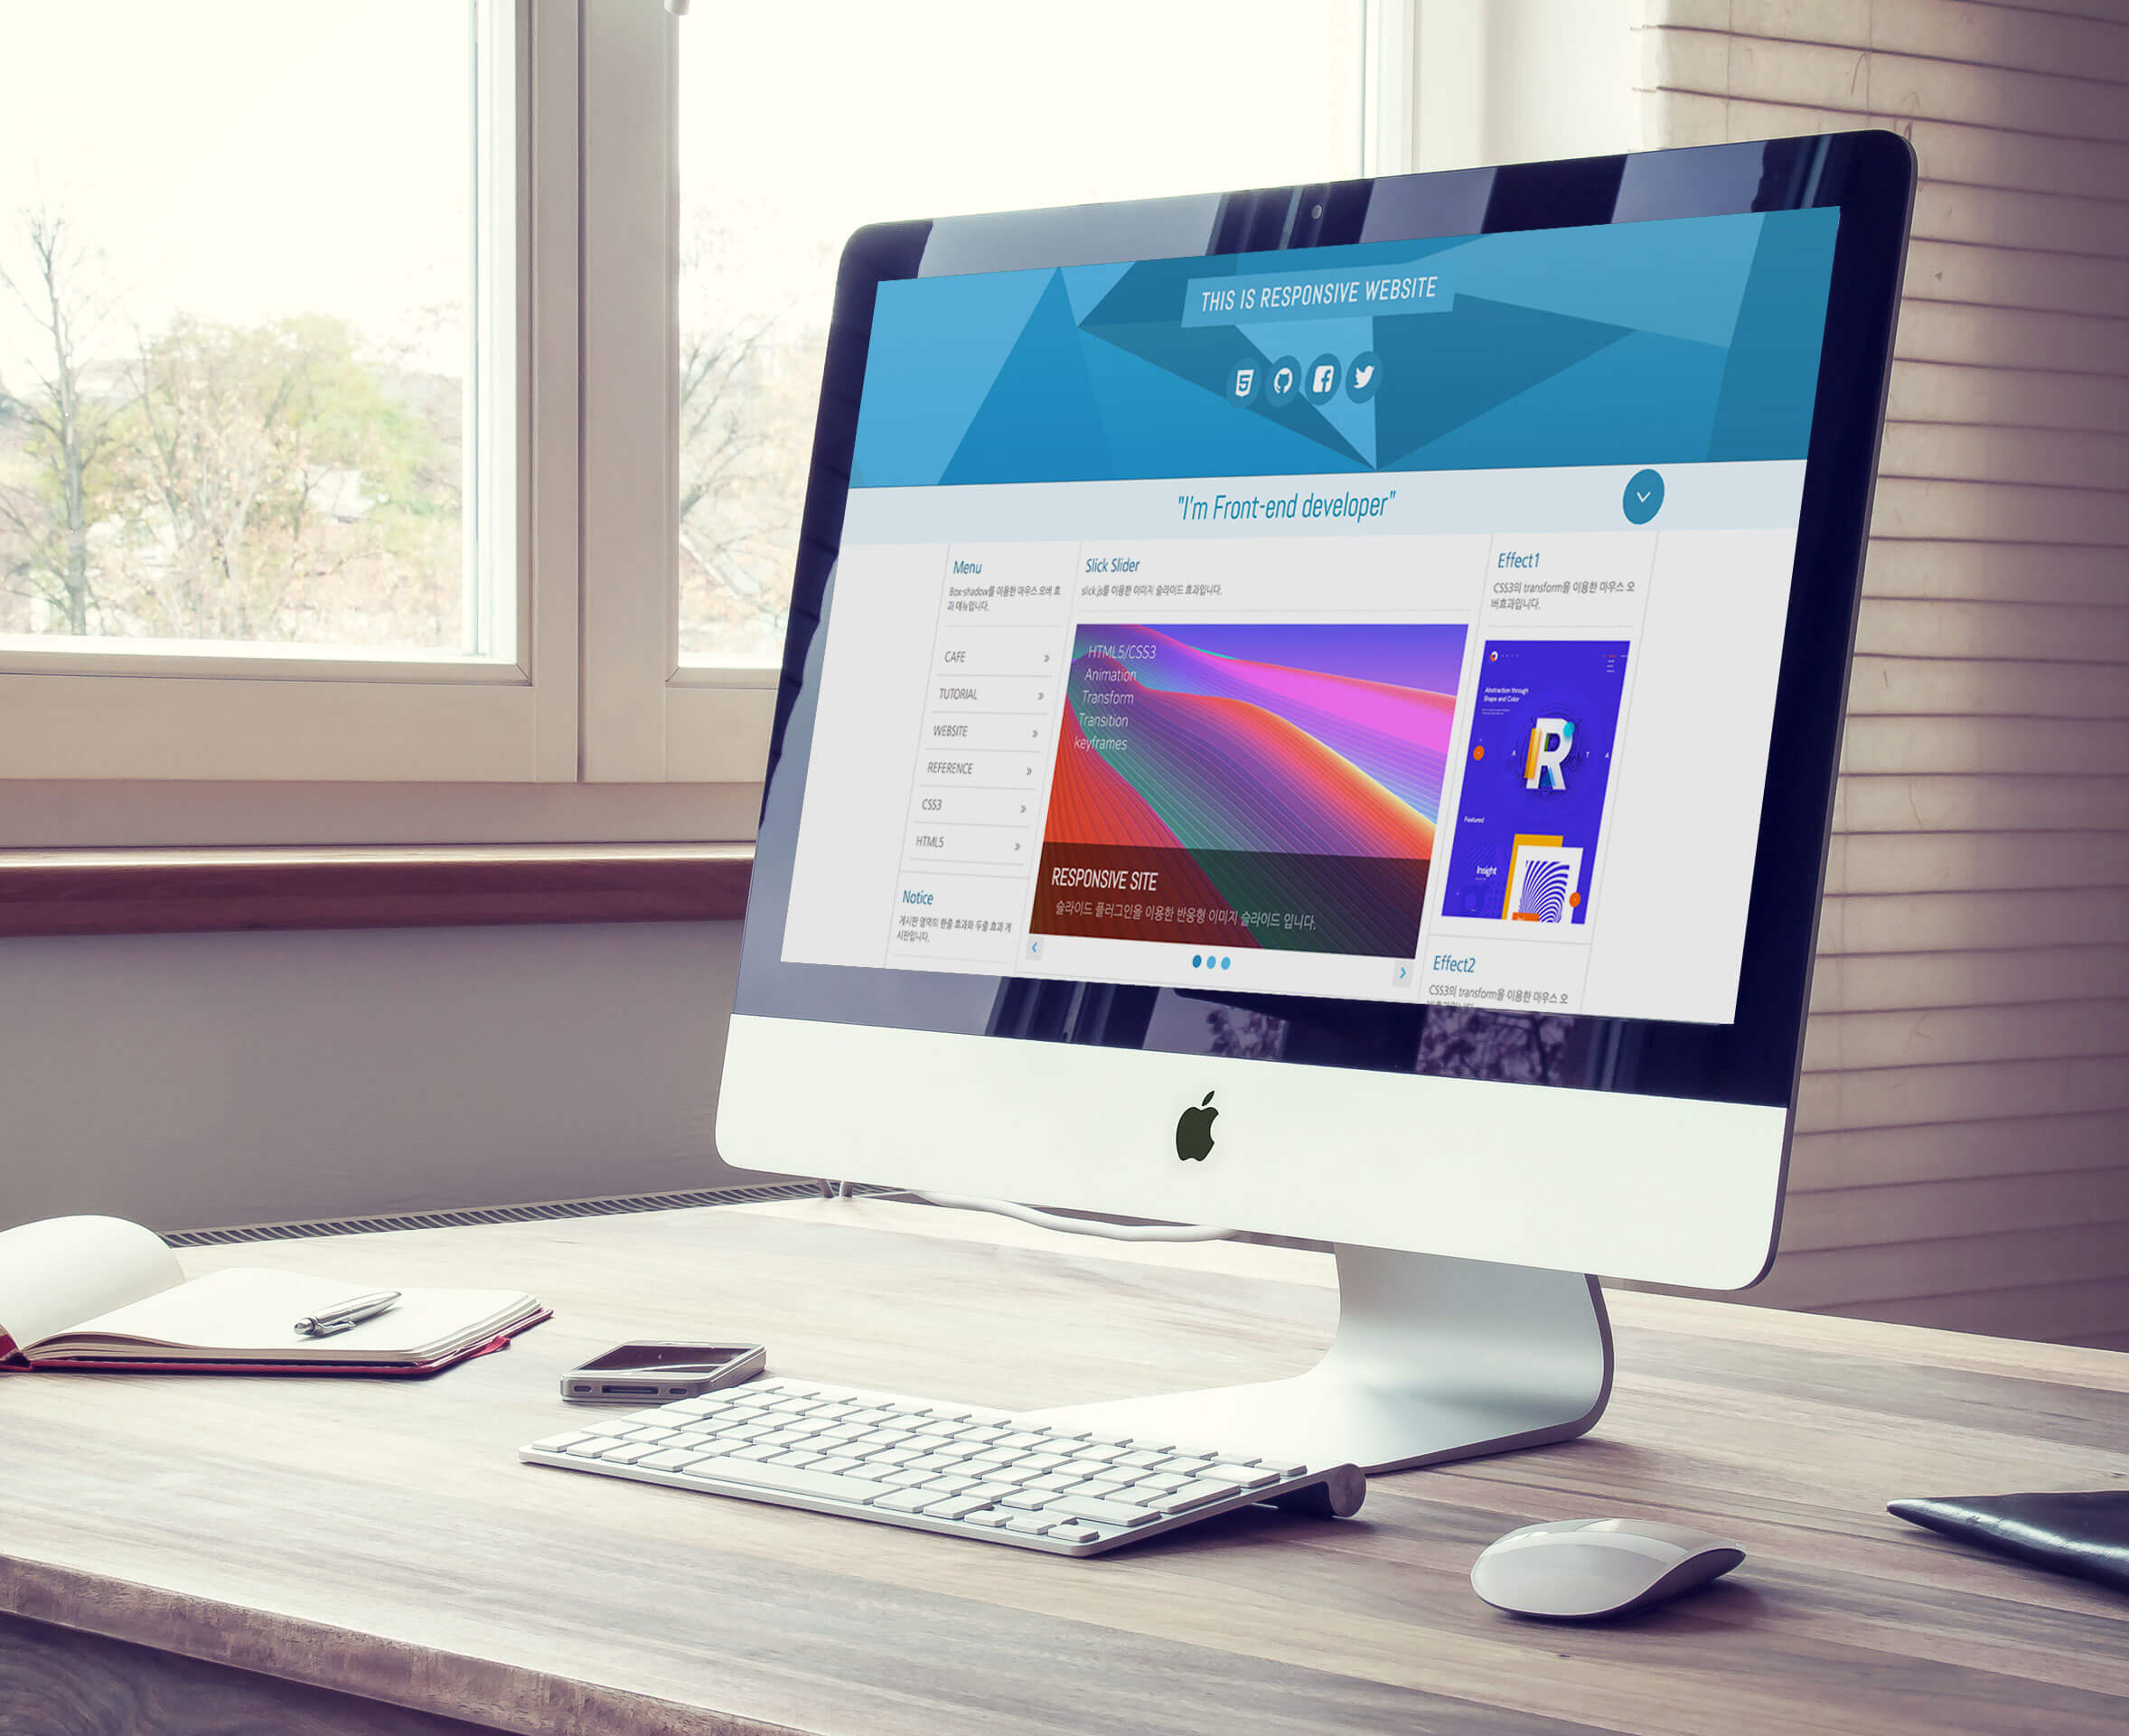 THIS IS RESPONSIVE WEBSITE
"I'm Front-end developer"
Menu
Box-shadow를 이용한 마우스 오버 효
과 메뉴입니다.
CAFE
TUTORIAL
WEBSITE
REFERENCE
CSS3
HTML5
Notice
게시판 영역의 한줄 효과와 두줄 효과 게
시판입니다.
Slick Slider
slick.js를 이용한 이미지 슬라이드 효과입니다.
HTML5/CSS3
Animation
Transform
Transition
keyframes
RESPONSIVE SITE
슬라이드 플러그인을 이용한 반응형 이미지 슬라이드 입니다.
Effect1
CSS3의 transform을 이용한 마우스 오
버효과입니다.
Abstraction through
Shape and Color
R
A T A
Featured
Insight
Effect2
CSS3의 transform을 이용한 마우스 오